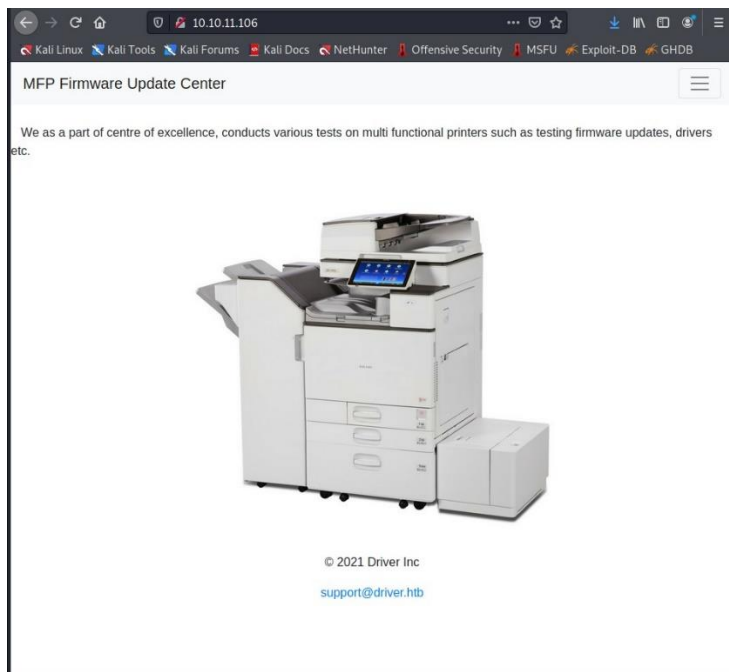 10.10.11.106
Kali Linux Kali Tools Kali Forums Kali Docs NetHunter Offensive Security MSFU Exploit-DB GHDB
MFP Firmware Update Center
We as a part of centre of excellence, conducts various tests on multi functional printers such as testing firmware updates, drivers
etc.
© 2021 Driver Inc
support@driver.htb